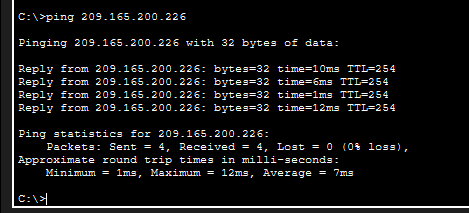 C:\>ping 209.165.200.226
Pinging 209.165.200.226 with 32 bytes of data:
Reply from 209.165.200.226: bytes=32 time=10ms TTL=254
Reply from 209.165.200.226: bytes=32 time=6ms TTL=254
Reply from 209.165.200.226: bytes=32 time=1ms TTL=254
Reply from 209.165.200.226: bytes=32 time=12ms TTL=254
Ping statistics for 209.165.200.226:
Packets: Sent = 4, Received = 4, Lost = 0 (0% loss),
Approximate round trip times in milli-seconds:
Minimum = 1ms, Maximum = 12ms, Average = 7ms
C:\>